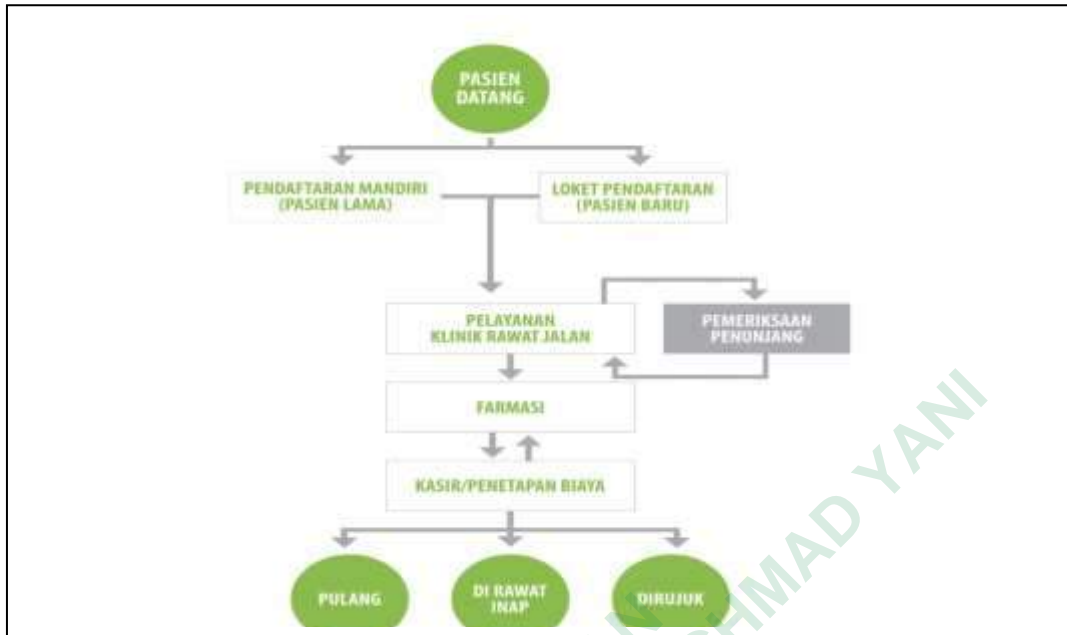 PASIEN
DATANG
PENDAFTARAN MANDIRI
(PASIEN LAMA)
LOKET PENDAFTARAN
(PASIEN BARU)
PELAYANAN
KLINIK RAWAT JALAN
PEMERIKSAAN
PENUNJANG
FARMASI
KASIR/PENETAPAN BIAYA
PULANG
DI RAWAT
INAP
DIRUJUK
YANI